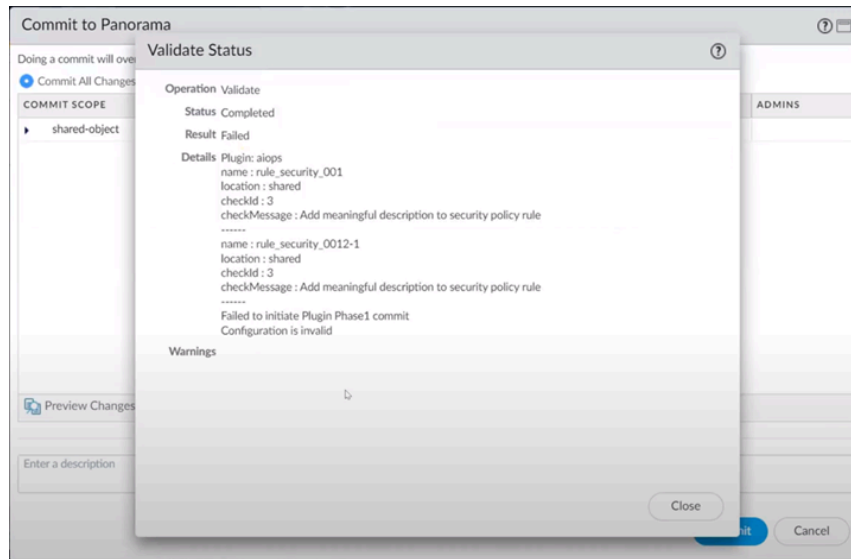 Commit to Panorama
Doing a commit will ove
Commit All Changes
COMMIT SCOPE
ADMINS
shared-object
Preview Changes
Enter a description
Cancel
Validate Status
Operation Validate
Status Completed
Result Failed
Details Plugin: aiops
name : rule_security_001
location : shared
checkId : 3
checkMessage : Add meaningful description to security policy rule
------
name : rule_security_0012-1
location : shared
checkId : 3
checkMessage : Add meaningful description to security policy rule
------
Failed to initiate Plugin Phase1 commit
Configuration is invalid
Warnings
Close